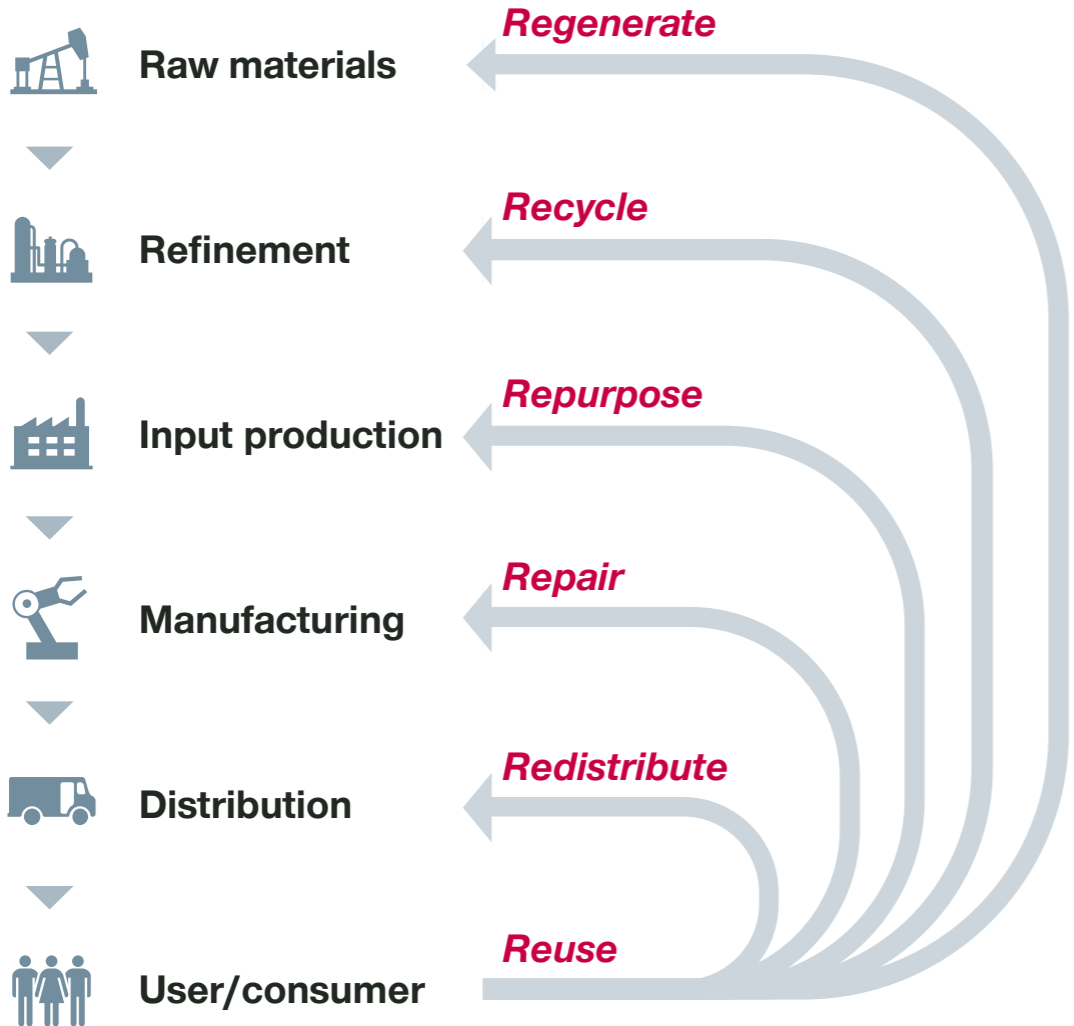 Regenerate
Raw materials
Recycle
Refinement
Repurpose
Input production
Repair
Manufacturing
Redistribute
Distribution
Reuse
User/consumer